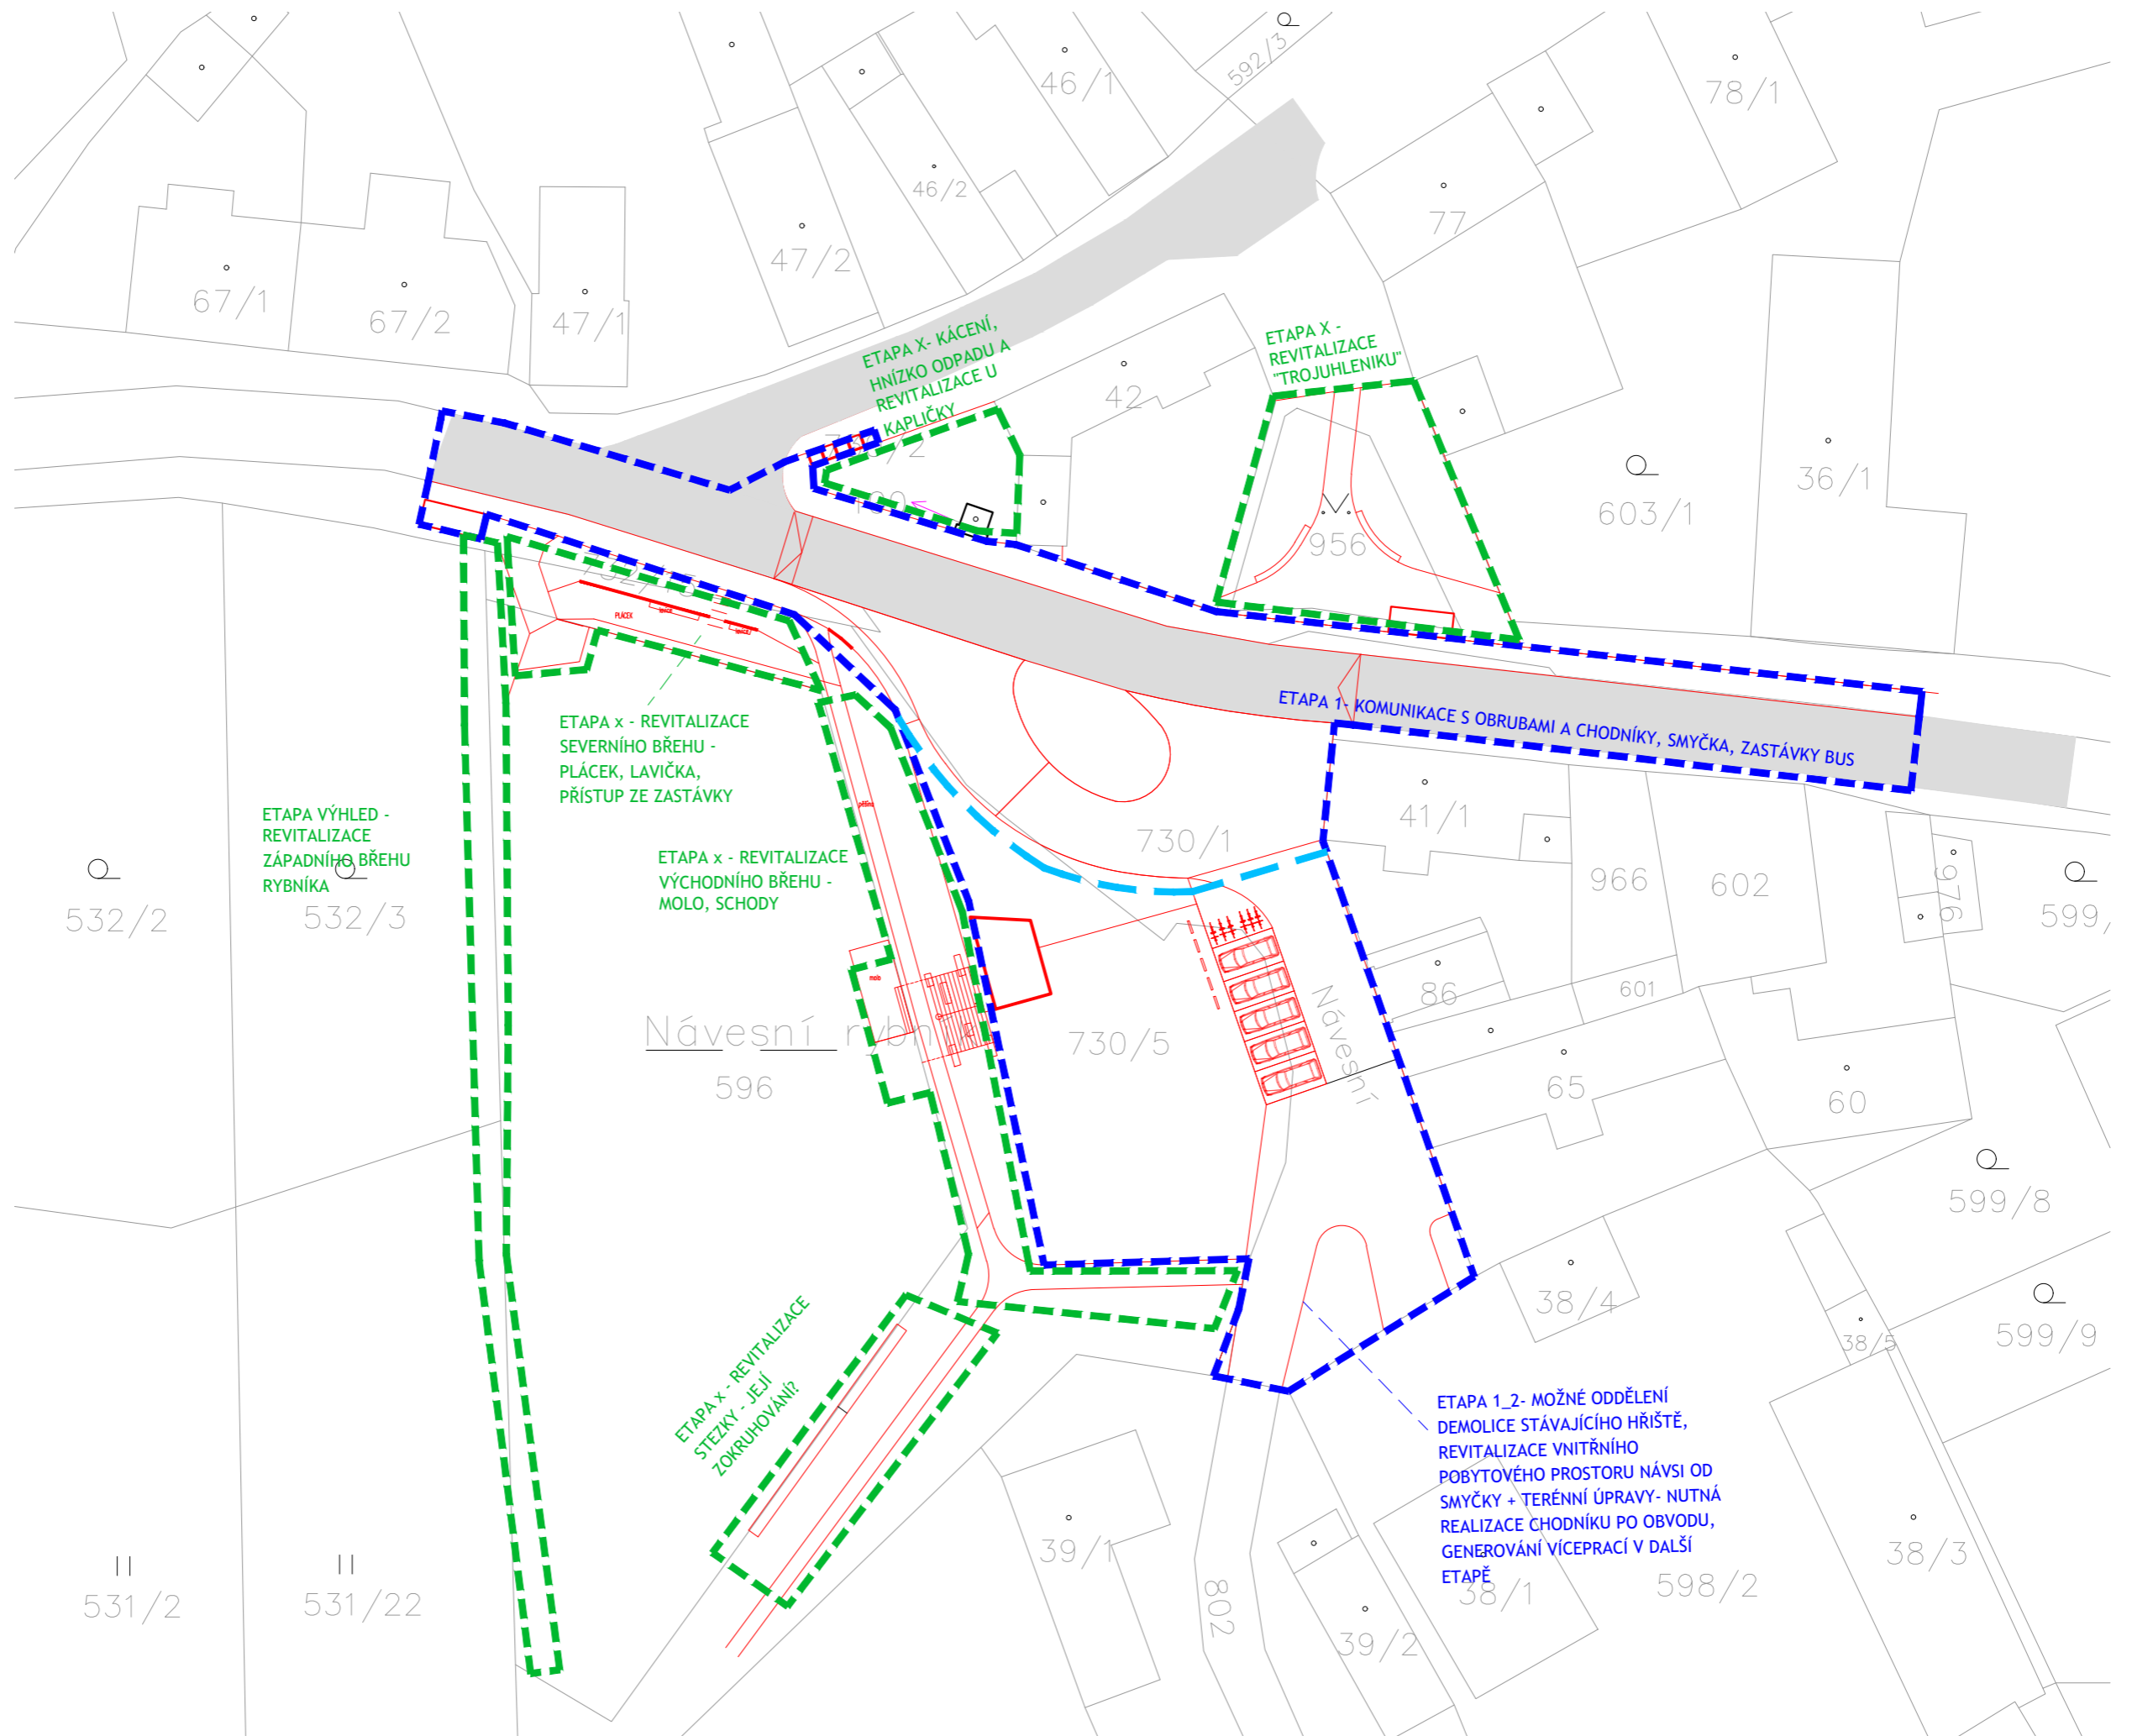 592/3
46/1
78/1
46/2
77
47/2
67/1
67/2
47/1
ETAPA X- KÁCENÍ,
HNÍZKO ODPADU A
REVITALIZACE U
KAPLIČKY
ETAPA X -
REVITALIZACE
"TROJUHLENIKU"
42
36/1
603/1
956
PLÁCEK
ETAPA 1- KOMUNIKACE S OBRUBAMI A CHODNÍKY, SMYČKA, ZASTÁVKY BUS
ETAPA x - REVITALIZACE
SEVERNÍHO BŘEHU -
PLÁCEK, LAVIČKA,
PŘÍSTUP ZE ZASTÁVKY
ETAPA VÝHLED -
REVITALIZACE
ZÁPADNÍHO BŘEHU
RYBNÍKA
ETAPA x - REVITALIZACE
VÝCHODNÍHO BŘEHU -
MOLO, SCHODY
730/1
41/1
966
602
976
599/
532/2
532/3
molo
86
601
Návesní
730/5
Návesní
596
65
60
599/8
38/4
38/5
599/9
ETAPA x - REVITALIZACE
STEZKY - JEJÍ
ZOKRUHOVÁNÍ?
ETAPA 1_2- MOŽNÉ ODDĚLENÍ
DEMOLICE STÁVAJÍCÍHO HŘIŠTĚ,
REVITALIZACE VNITŘNÍHO
POBYTOVÉHO PROSTORU NÁVSI OD
SMYČKY + TERÉNNÍ ÚPRAVY- NUTNÁ
REALIZACE CHODNÍKU PO OBVODU,
GENEROVÁNÍ VÍCEPRACÍ V DALŠÍ
ETAPĚ
531/2
531/22
39/1
802
39/2
38/1
598/2
38/3